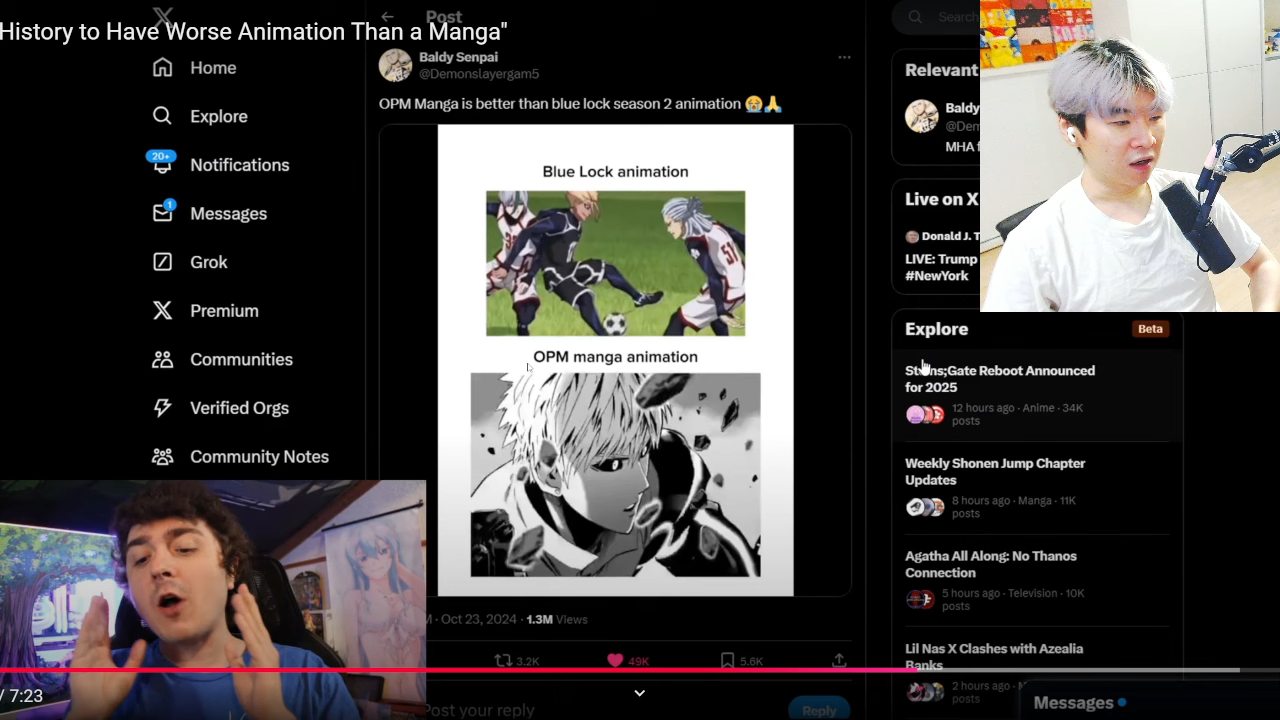 History to Have Worse Animation Than a Manga"
Post
Search
Home
Explore
Notifications
20+
Messages
1
Grok
Premium
Communities
Verified Orgs
Community Notes
Baldy Senpai
@Demonslayergam5
OPM Manga is better than blue lock season 2 animation 😭🙏
Blue Lock animation
51
OPM manga animation
Oct 23, 2024 · 1.3M Views
3.2K
49K
5.6K
Post your reply
Reply
Relevant
Baldy
@Dem
MHA f
Live on X
Donald J. T
LIVE: Trump
#NewYork
Explore
Beta
Gate Reboot Announced
for 2025
12 hours ago · Anime · 34K
posts
Weekly Shonen Jump Chapter
Updates
8 hours ago · Manga · 11K
posts
Agatha All Along: No Thanos
Connection
5 hours ago · Television · 10K
posts
Lil Nas X Clashes with Azealia
Banks
2 hours ago
posts
Messages
/ 7:23